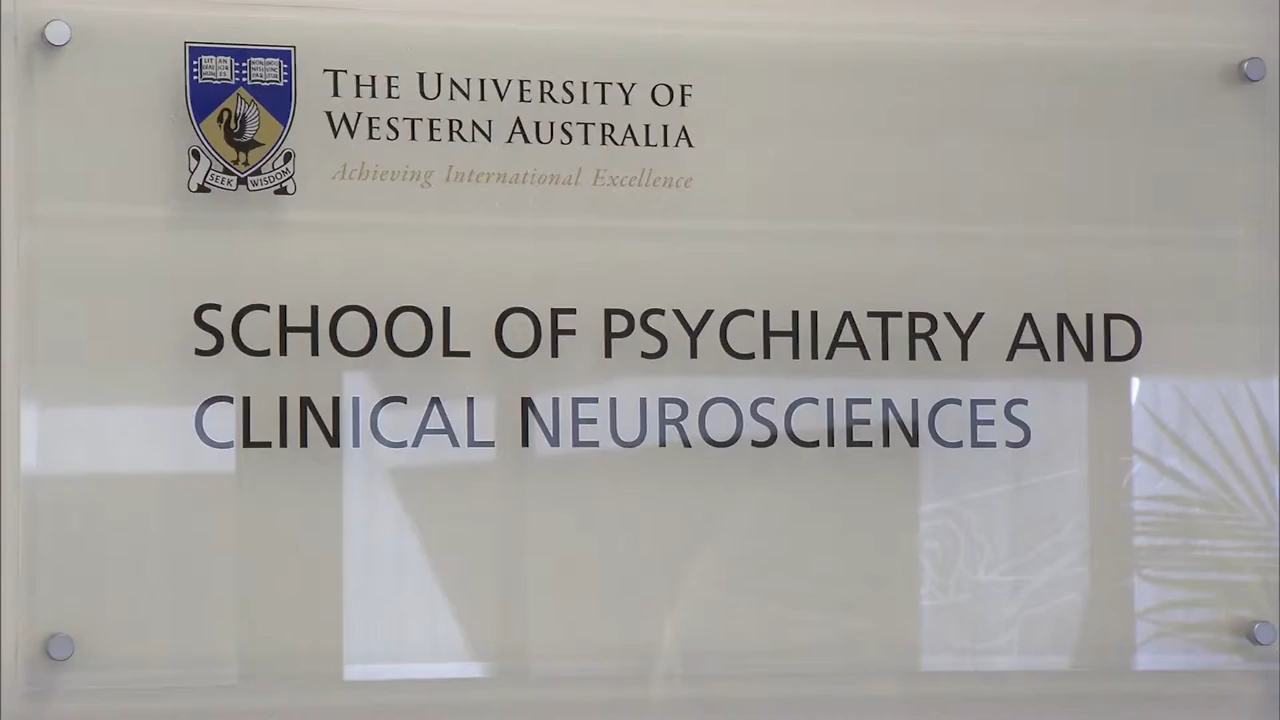 THE UNIVERSITY OF
WESTERN AUSTRALIA
Achieving International Excellence
SEEK WISDOM
SCHOOL OF PSYCHIATRY AND
CLINICAL NEUROSCIENCES